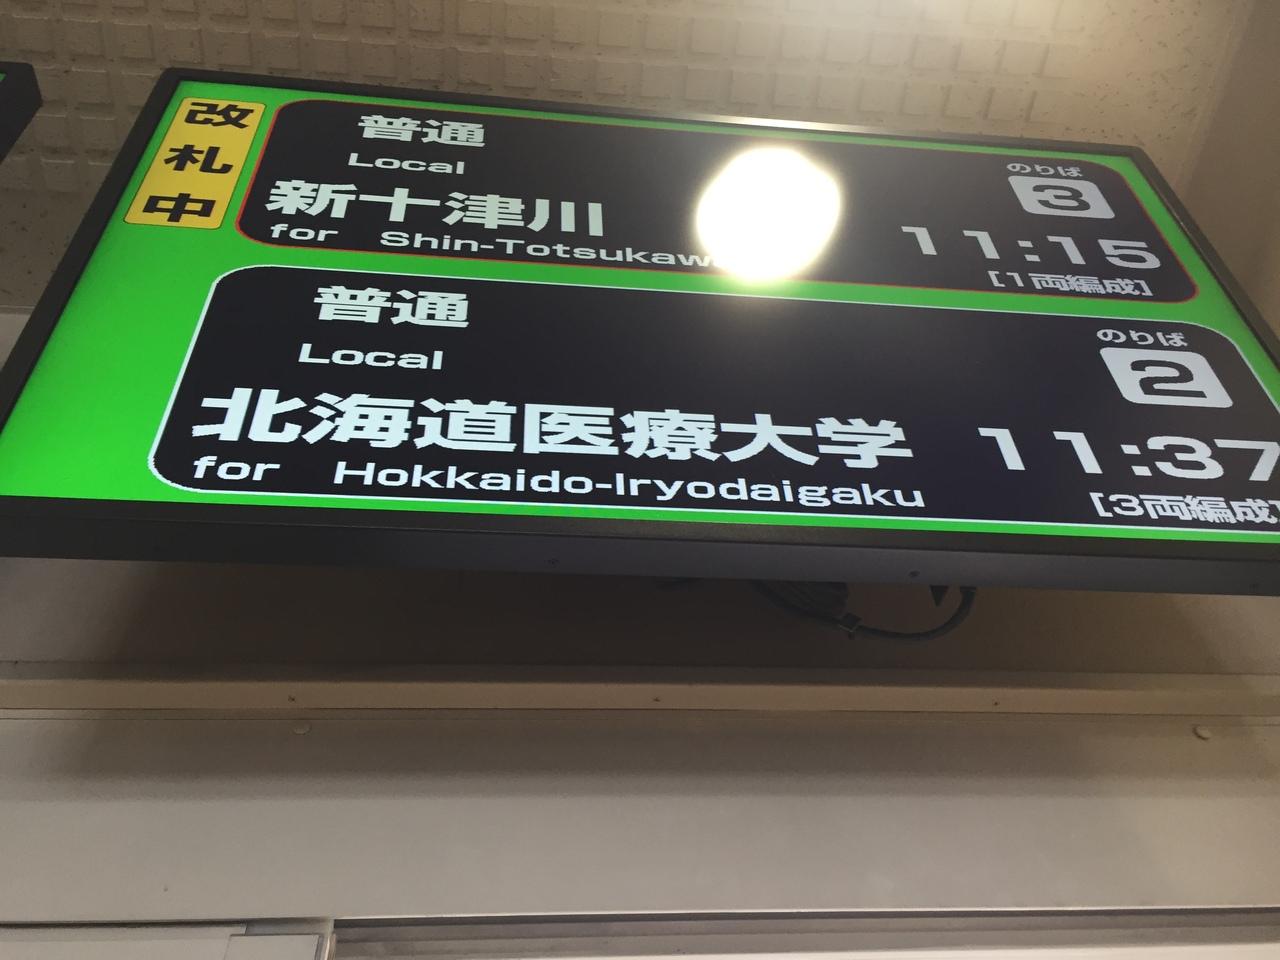 改札中
普通
Local
のりば
3
新十津川
11:15
for Shin-Totsukaw
[1両編成]
普通
Local
のりば
2
北海道医療大学
11:37
for Hokkaido-Iryodaigaku
[3両編成]